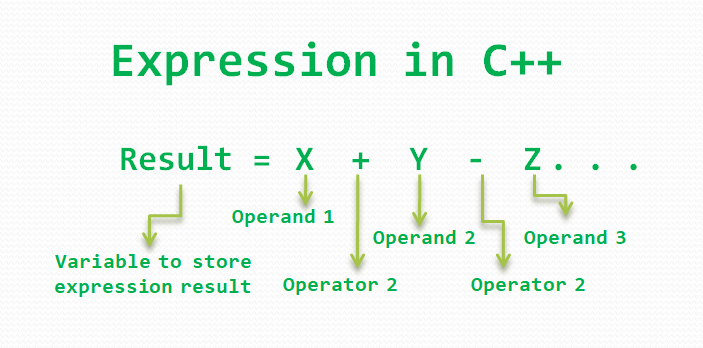 Expression in C++
Result = X + Y - Z . . .
Operand 1
Operand 2
Operand 3
Variable to store
expression result
Operator 2
Operator 2